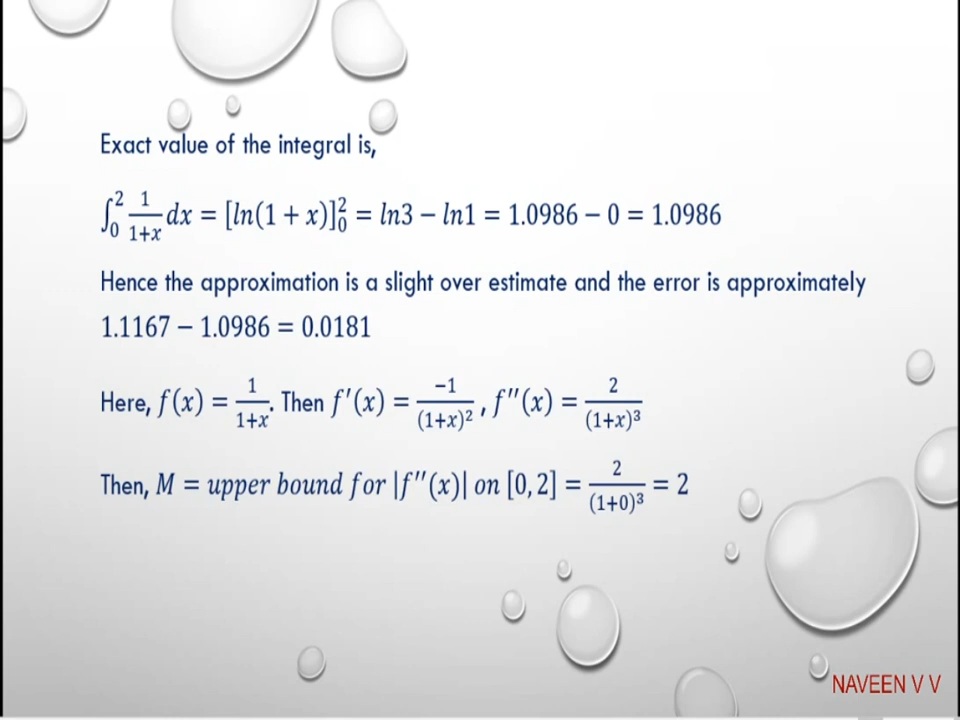 Exact value of the integral is,
∫₀² 1/(1+x) dx = [ln(1 + x)]₀² = ln3 − ln1 = 1.0986 − 0 = 1.0986
Hence the approximation is a slight over estimate and the error is approximately
1.1167 − 1.0986 = 0.0181
Here, f(x) = 1/(1+x). Then f′(x) = −1/(1+x)², f″(x) = 2/(1+x)³
Then, M = upper bound for |f″(x)| on [0, 2] = 2/(1+0)³ = 2
NAVEEN V V